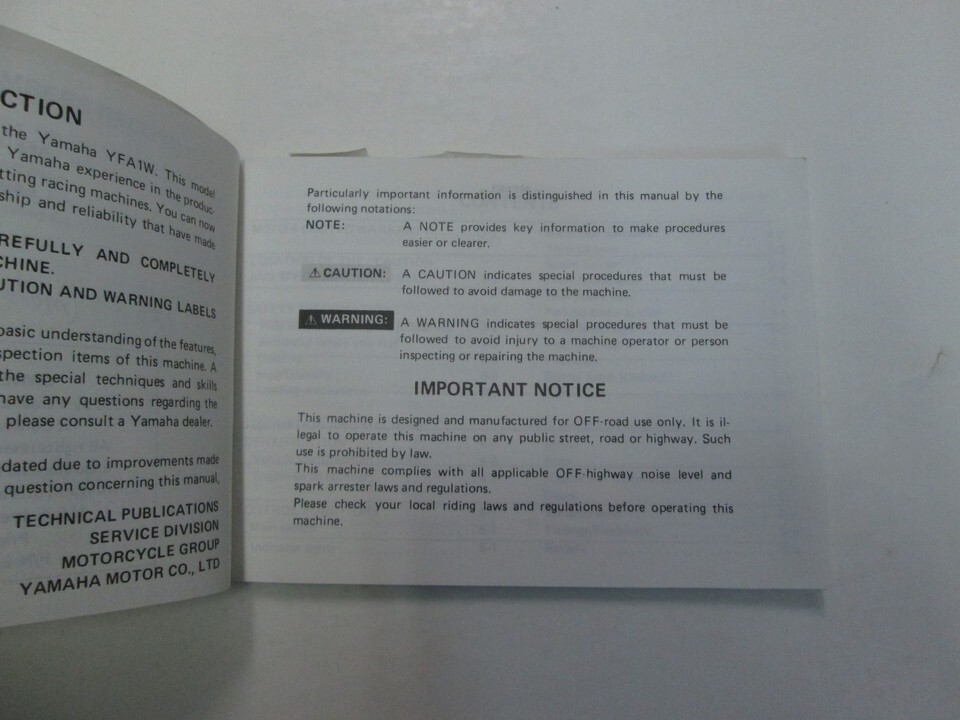 CTION
the Yamaha YFA1W. This model
Yamaha experience in the produc-
tting racing machines. You can now
ship and reliability that have made
REFULLY AND COMPLETELY
CHINE.
UTION AND WARNING LABELS
basic understanding of the features,
spection items of this machine. A
the special techniques and skills
have any questions regarding the
please consult a Yamaha dealer.
dated due to improvements made
question concerning this manual,
TECHNICAL PUBLICATIONS
SERVICE DIVISION
MOTORCYCLE GROUP
YAMAHA MOTOR CO., LTD
Particularly important information is distinguished in this manual by the
following notations:
NOTE: A NOTE provides key information to make procedures
easier or clearer.
⚠ CAUTION: A CAUTION indicates special procedures that must be
followed to avoid damage to the machine.
⚠ WARNING: A WARNING indicates special procedures that must be
followed to avoid injury to a machine operator or person
inspecting or repairing the machine.
IMPORTANT NOTICE
This machine is designed and manufactured for OFF-road use only. It is il-
legal to operate this machine on any public street, road or highway. Such
use is prohibited by law.
This machine complies with all applicable OFF-highway noise level and
spark arrester laws and regulations.
Please check your local riding laws and regulations before operating this
machine.